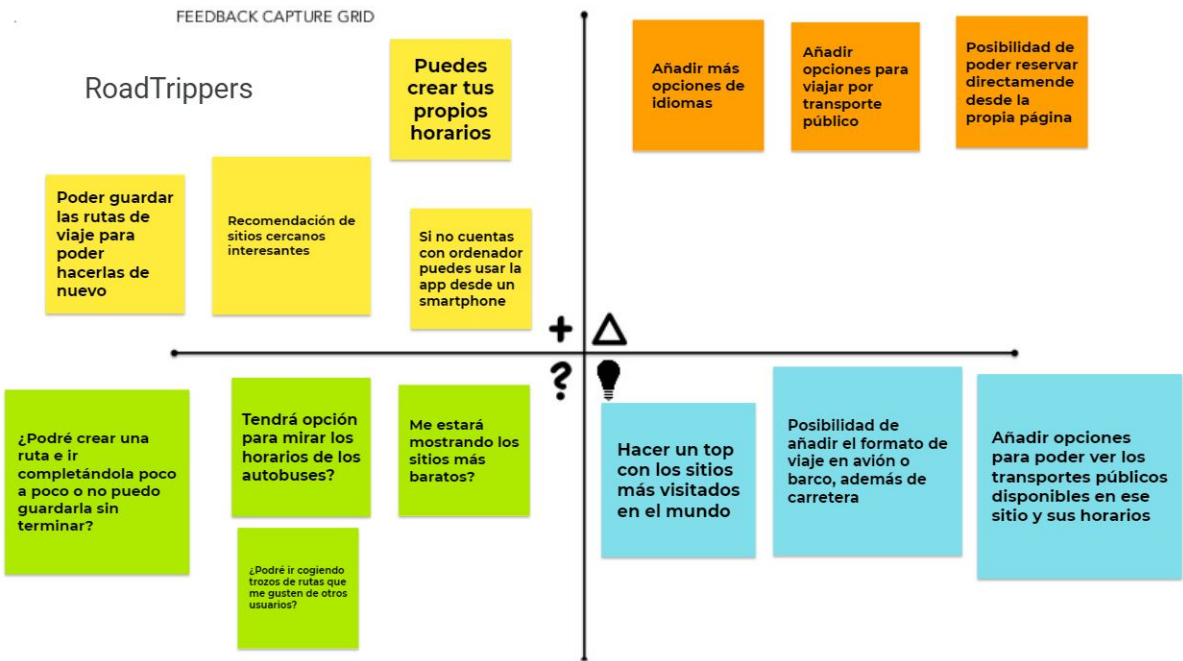 FEEDBACK CAPTURE GRID
RoadTrippers
Puedes
crear tus
propios
horarios
Poder guardar
las rutas de
viaje para
poder
hacerlas de
nuevo
Recomendación de
sitios cercanos
interesantes
Si no cuentas
con ordenador
puedes usar la
app desde un
smartphone
Añadir más
opciones de
idiomas
Añadir
opciones para
viajar por
transporte
público
Posibilidad de
poder reservar
directamende
desde la
propia página
+
?
¿Podré crear una
ruta e ir
completándola poco
a poco o no puedo
guardarla sin
terminar?
Tendrá opción
para mirar los
horarios de los
autobuses?
Me estará
mostrando los
sitios más
baratos?
¿Podré ir cogiendo
trozos de rutas que
me gusten de otros
usuarios?
Hacer un top
con los sitios
más visitados
en el mundo
Posibilidad de
añadir el formato de
viaje en avión o
barco, además de
carretera
Añadir opciones
para poder ver los
transportes públicos
disponibles en ese
sitio y sus horarios